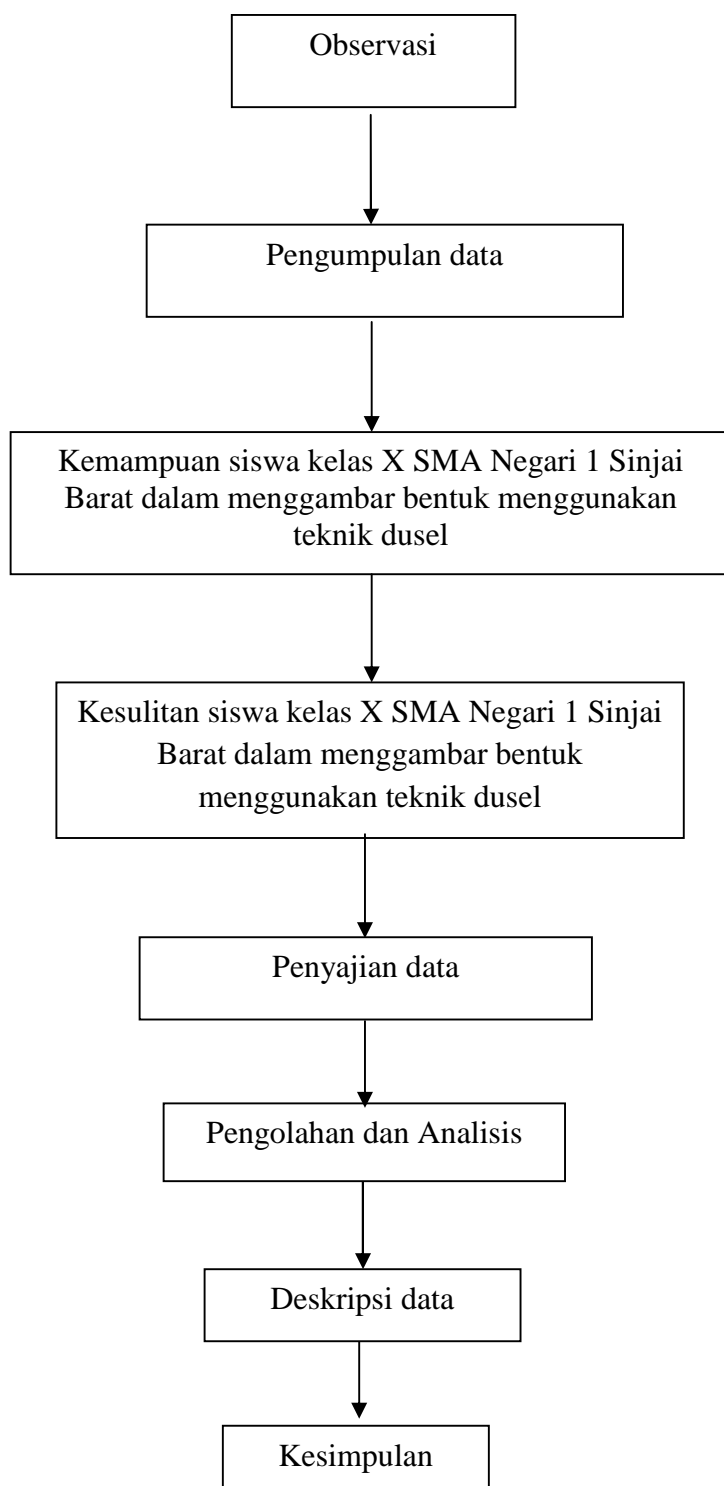 Observasi
Pengumpulan data
Kemampuan siswa kelas X SMA Negari 1 Sinjai
Barat dalam menggambar bentuk menggunakan
teknik dusel
Kesulitan siswa kelas X SMA Negari 1 Sinjai
Barat dalam menggambar bentuk
menggunakan teknik dusel
Penyajian data
Pengolahan dan Analisis
Deskripsi data
Kesimpulan